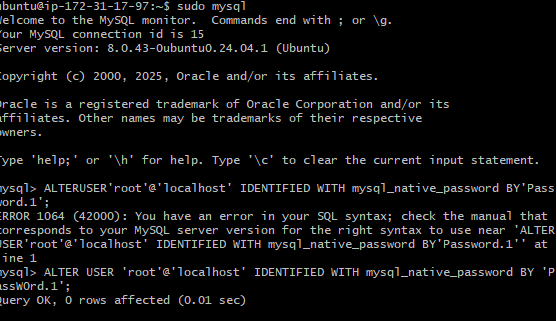 ubuntu@ip-172-31-17-97:~$ sudo mysql
Welcome to the MySQL monitor.  Commands end with ; or \g.
Your MySQL connection id is 15
Server version: 8.0.43-0ubuntu0.24.04.1 (Ubuntu)
Copyright (c) 2000, 2025, Oracle and/or its affiliates.
Oracle is a registered trademark of Oracle Corporation and/or its
affiliates. Other names may be trademarks of their respective
owners.
Type 'help;' or '\h' for help. Type '\c' to clear the current input statement.
mysql> ALTERUSER'root'@'localhost' IDENTIFIED WITH mysql_native_password BY'Pass
word.1';
ERROR 1064 (42000): You have an error in your SQL syntax; check the manual that
corresponds to your MySQL server version for the right syntax to use near 'ALTER
USER'root'@'localhost' IDENTIFIED WITH mysql_native_password BY'Password.1'' at
line 1
mysql> ALTER USER 'root'@'localhost' IDENTIFIED WITH mysql_native_password BY 'P
assW0rd.1';
Query OK, 0 rows affected (0.01 sec)